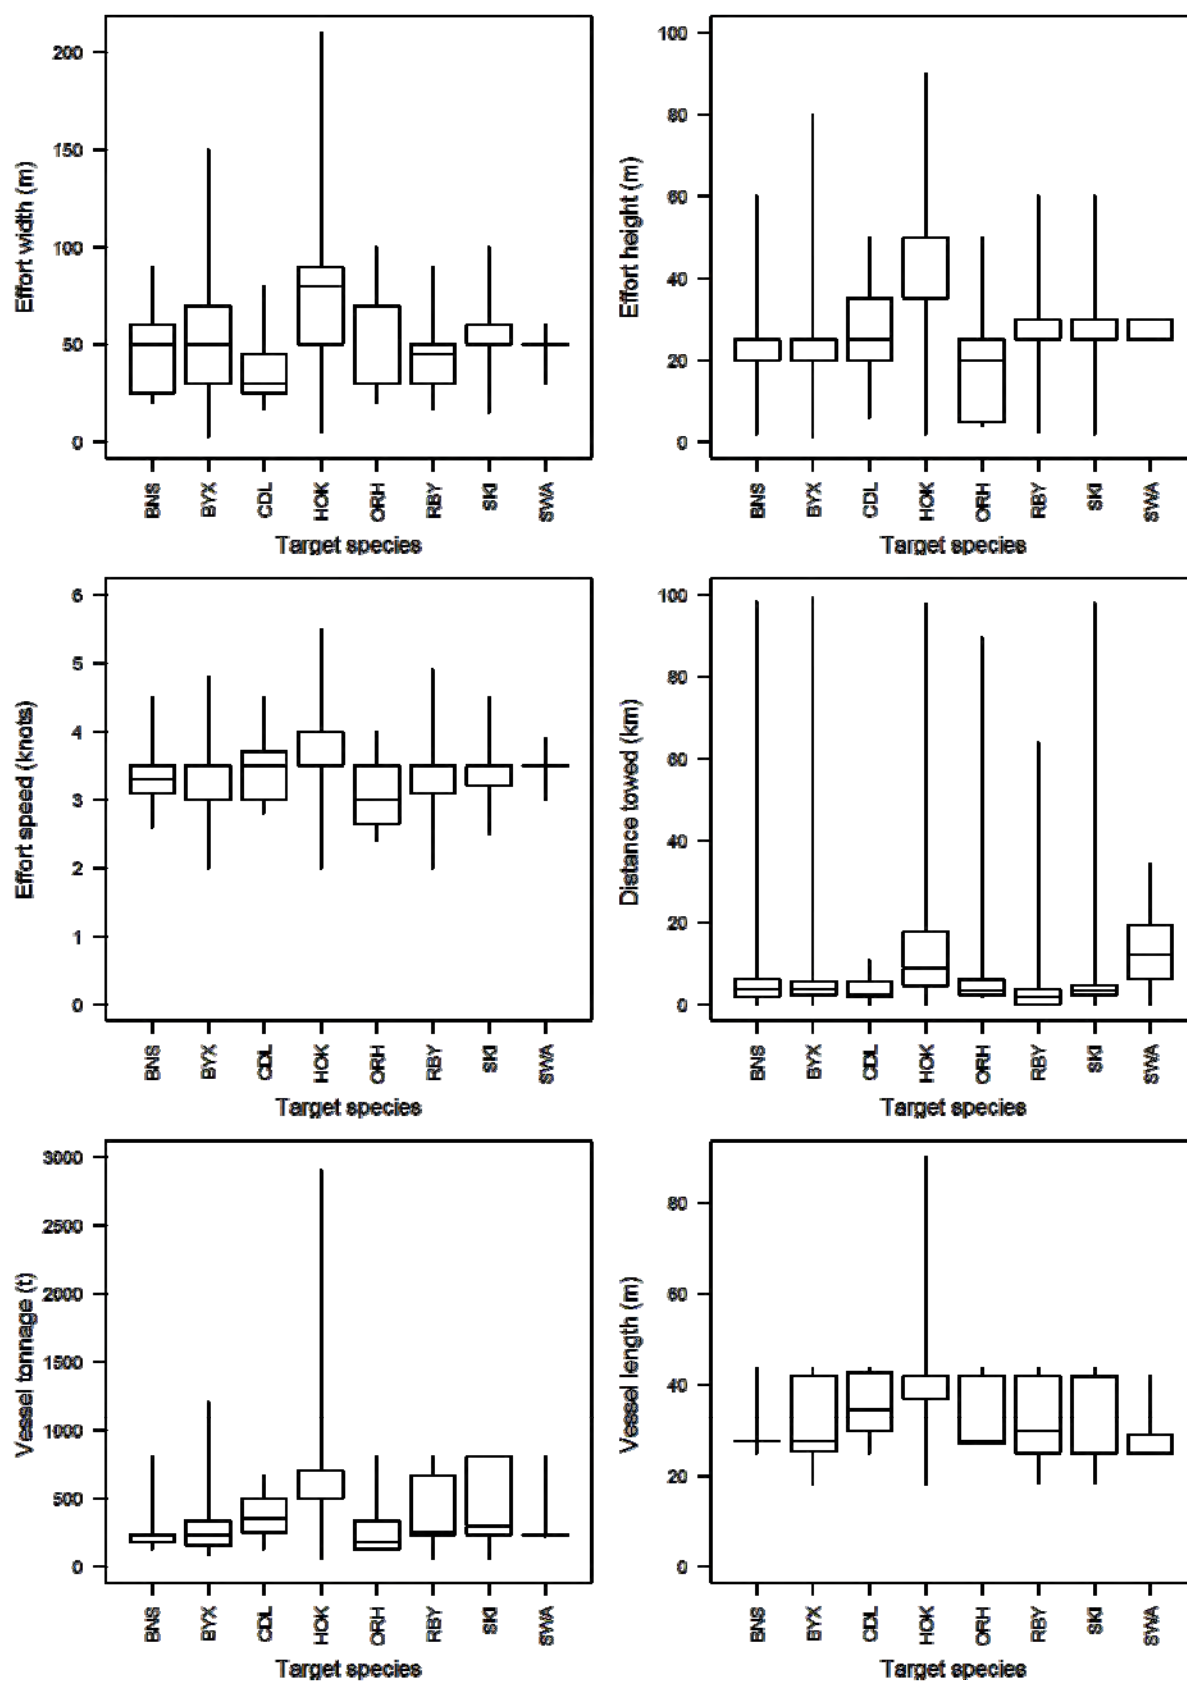 Effort width (m)
200
150
100
50
0
BNS BYX CDL HOK ORH RBY SKI SWA
Target species
Effort height (m)
100
80
60
40
20
0
BNS BYX CDL HOK ORH RBY SKI SWA
Target species
Effort speed (knots)
6
5
4
3
2
1
0
BNS BYX CDL HOK ORH RBY SKI SWA
Target species
Distance towed (km)
100
80
60
40
20
0
BNS BYX CDL HOK ORH RBY SKI SWA
Target species
Vessel tonnage (t)
3000
2500
2000
1500
1000
500
0
BNS BYX CDL HOK ORH RBY SKI SWA
Target species
Vessel length (m)
80
60
40
20
0
BNS BYX CDL HOK ORH RBY SKI SWA
Target species